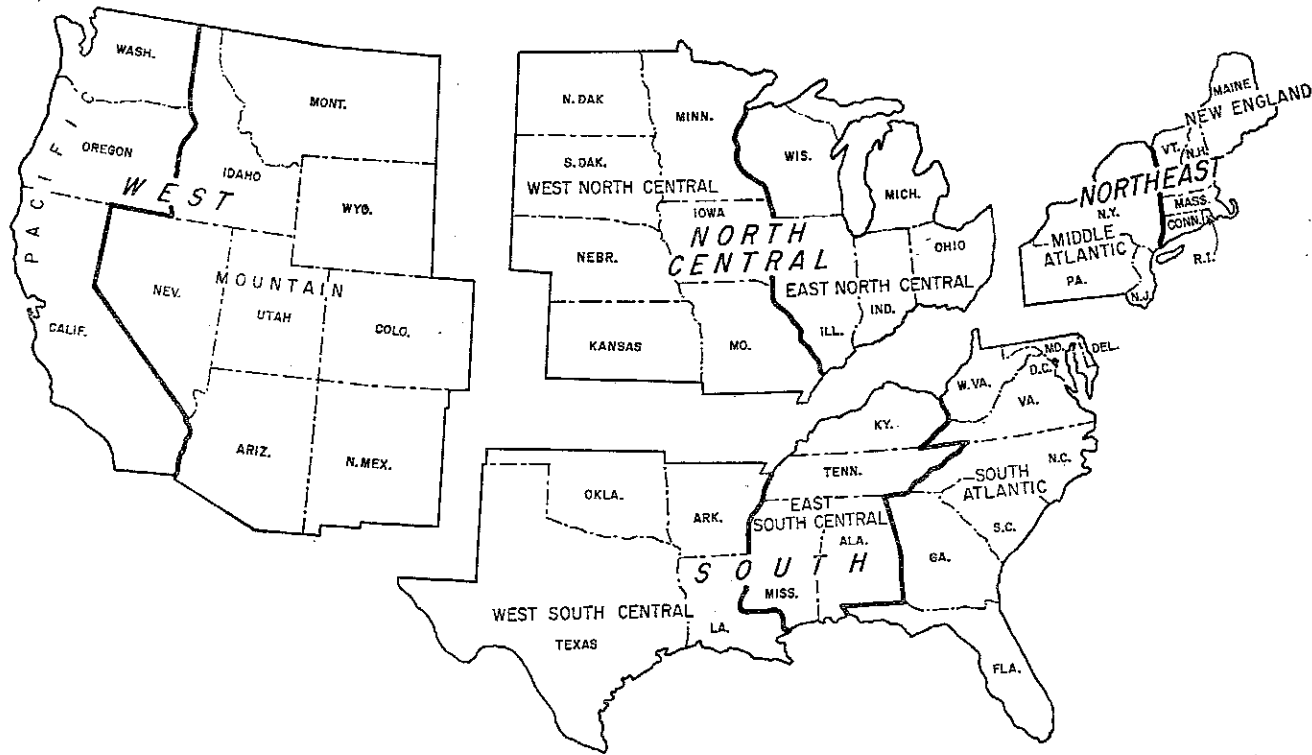 WASH.
MONT.
OREGON
IDAHO
WYO.
WEST
PACIFIC
MOUNTAIN
NEV.
UTAH
COLO.
CALIF.
ARIZ.
N.MEX.
N.DAK
MINN.
S.DAK.
WEST NORTH CENTRAL
IOWA
NORTH
CENTRAL
NEBR.
KANSAS
MO.
WIS.
MICH.
OHIO
EAST NORTH CENTRAL
IND.
ILL.
MAINE
NEW ENGLAND
VT.
N.H.
NORTHEAST
MASS.
N.Y.
CONN.
MIDDLE
ATLANTIC
R.I.
PA.
N.J.
MD.
DEL.
D.C.
W.VA.
VA.
KY.
TENN.
N.C.
SOUTH
ATLANTIC
S.C.
EAST
SOUTH CENTRAL
ALA.
GA.
SOUTH
MISS.
OKLA.
ARK.
WEST SOUTH CENTRAL
LA.
TEXAS
FLA.